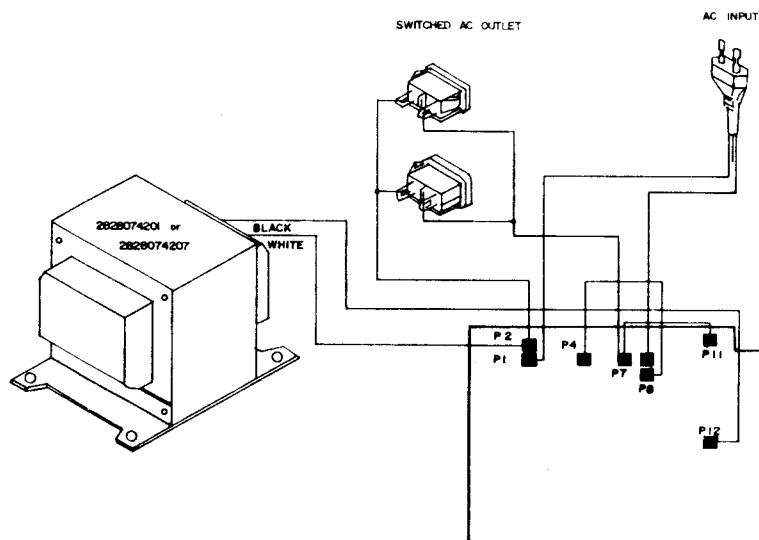 SWITCHED AC OUTLET
AC INPUT
2828074201 or
2828074207
BLACK
WHITE
P2
P1
P4
P7
P8
P11
P12